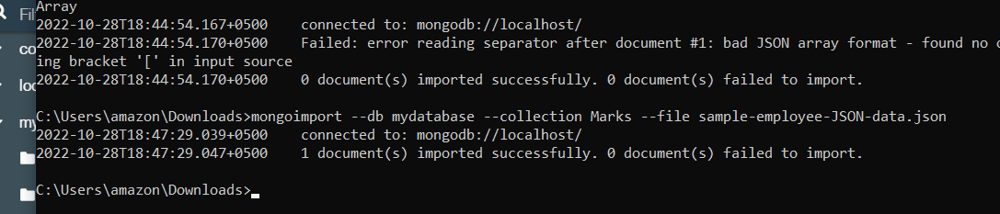 Array
Fil
2022-10-28T18:44:54.167+0500    connected to: mongodb://localhost/
2022-10-28T18:44:54.170+0500    Failed: error reading separator after document #1: bad JSON array format - found no
co
ing bracket '[' in input source
2022-10-28T18:44:54.170+0500    0 document(s) imported successfully. 0 document(s) failed to import.
loc
C:\Users\amazon\Downloads>mongoimport --db mydatabase --collection Marks --file sample-employee-JSON-data.json
my
2022-10-28T18:47:29.039+0500    connected to: mongodb://localhost/
2022-10-28T18:47:29.047+0500    1 document(s) imported successfully. 0 document(s) failed to import.
C:\Users\amazon\Downloads>